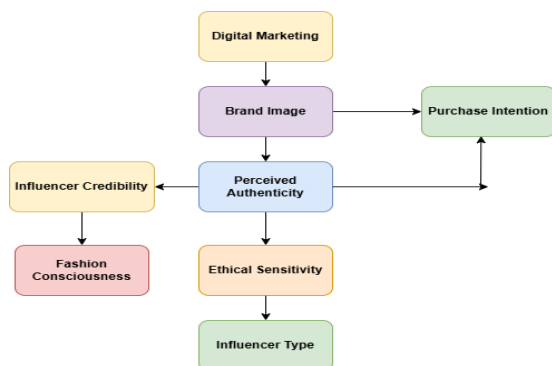 Digital Marketing
Brand Image
Purchase Intention
Influencer Credibility
Perceived
Authenticity
Fashion
Consciousness
Ethical Sensitivity
Influencer Type